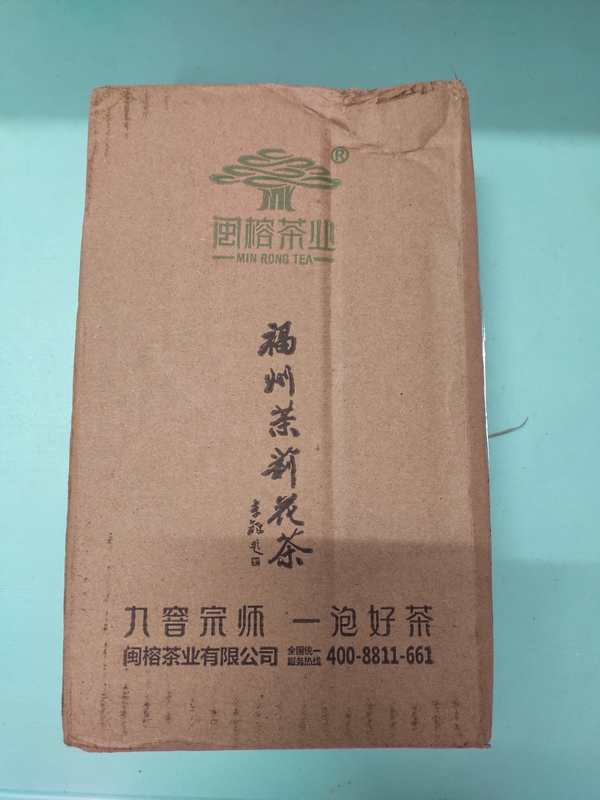 ®
闽榕茶业
MIN RONG TEA
福州茉莉花茶
九窨宗师 一泡好茶
闽榕茶业有限公司 全国统一服务热线 400-8811-661